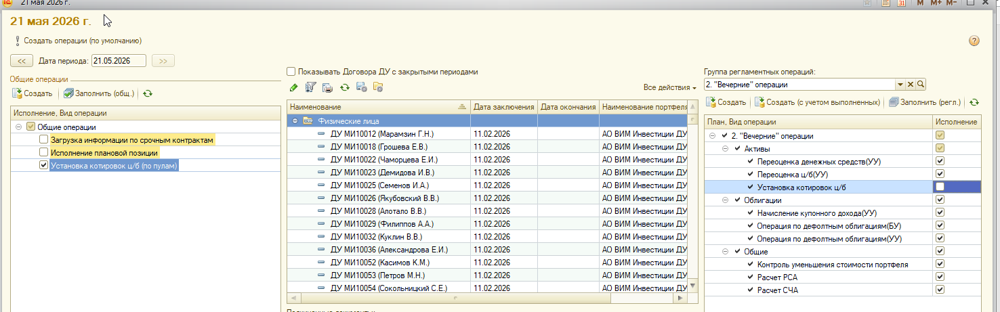 21 мая 2026 г.
M M+ M-
21 мая 2026 г.
Создать операции (по умолчанию)
<< Дата периода: 21.05.2026 >>
Общие операции
Создать Заполнить (общ.)
Исполнение, Вид операции
Общие операции
Загрузка информации по срочным контрактам
Исполнение плановой позиции
Установка котировок ц/б (по пулам)
Показывать Договора ДУ с закрытыми периодами
Все действия
Наименование Дата заключения Дата окончания Наименование портфеля
Физические лица
ДУ МИ10012 (Марамзин Г.Н.) 11.02.2026 АО ВИМ Инвестиции ДУ
ДУ МИ10018 (Грошева Е.В.) 11.02.2026 АО ВИМ Инвестиции ДУ
ДУ МИ10022 (Чаморцева Е.И.) 11.02.2026 АО ВИМ Инвестиции ДУ
ДУ МИ10023 (Демидова И.В.) 11.02.2026 АО ВИМ Инвестиции ДУ
ДУ МИ10025 (Семенов И.А.) 11.02.2026 АО ВИМ Инвестиции ДУ
ДУ МИ10026 (Якубовский В.В.) 11.02.2026 АО ВИМ Инвестиции ДУ
ДУ МИ10028 (Алотало В.В.) 11.02.2026 АО ВИМ Инвестиции ДУ
ДУ МИ10029 (Филиппов А.А.) 11.02.2026 АО ВИМ Инвестиции ДУ
ДУ МИ10032 (Куклин В.В.) 11.02.2026 АО ВИМ Инвестиции ДУ
ДУ МИ10036 (Александрова Е.И.) 11.02.2026 АО ВИМ Инвестиции ДУ
ДУ МИ10052 (Касимов К.М.) 11.02.2026 АО ВИМ Инвестиции ДУ
ДУ МИ10053 (Петров М.Н.) 11.02.2026 АО ВИМ Инвестиции ДУ
ДУ МИ10054 (Сокольницкий С.Е.) 11.02.2026 АО ВИМ Инвестиции ДУ
Группа регламентных операций:
2. "Вечерние" операции
Создать Создать (с учетом выполненных) Заполнить (регл.)
План, Вид операции Исполнение
2. "Вечерние" операции
Активы
Переоценка денежных средств(УУ)
Переоценка ц/б(УУ)
Установка котировок ц/б
Облигации
Начисление купонного дохода(УУ)
Операция по дефолтным облигациям(БУ)
Операция по дефолтным облигациям(УУ)
Общие
Контроль уменьшения стоимости портфеля
Расчет РСА
Расчет СЧА